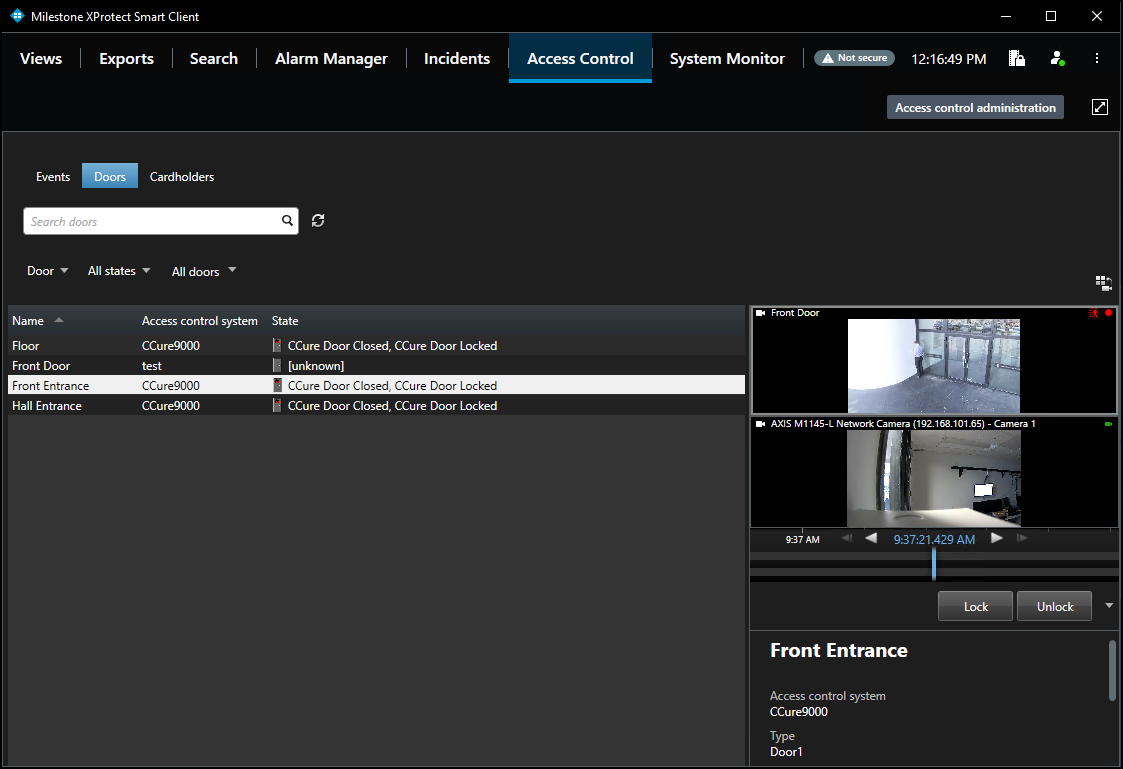 Milestone XProtect Smart Client
Views Exports Search Alarm Manager Incidents Access Control System Monitor Not secure 12:16:49 PM
Access control administration
Events Doors Cardholders
Search doors
Door All states All doors
Name Access control system State
Floor CCure9000 CCure Door Closed, CCure Door Locked
Front Door test [unknown]
Front Entrance CCure9000 CCure Door Closed, CCure Door Locked
Hall Entrance CCure9000 CCure Door Closed, CCure Door Locked
Front Door
AXIS M1145-L Network Camera (192.168.101.65) - Camera 1
9:37 AM 9:37:21.429 AM
Lock Unlock
Front Entrance
Access control system
CCure9000
Type
Door1